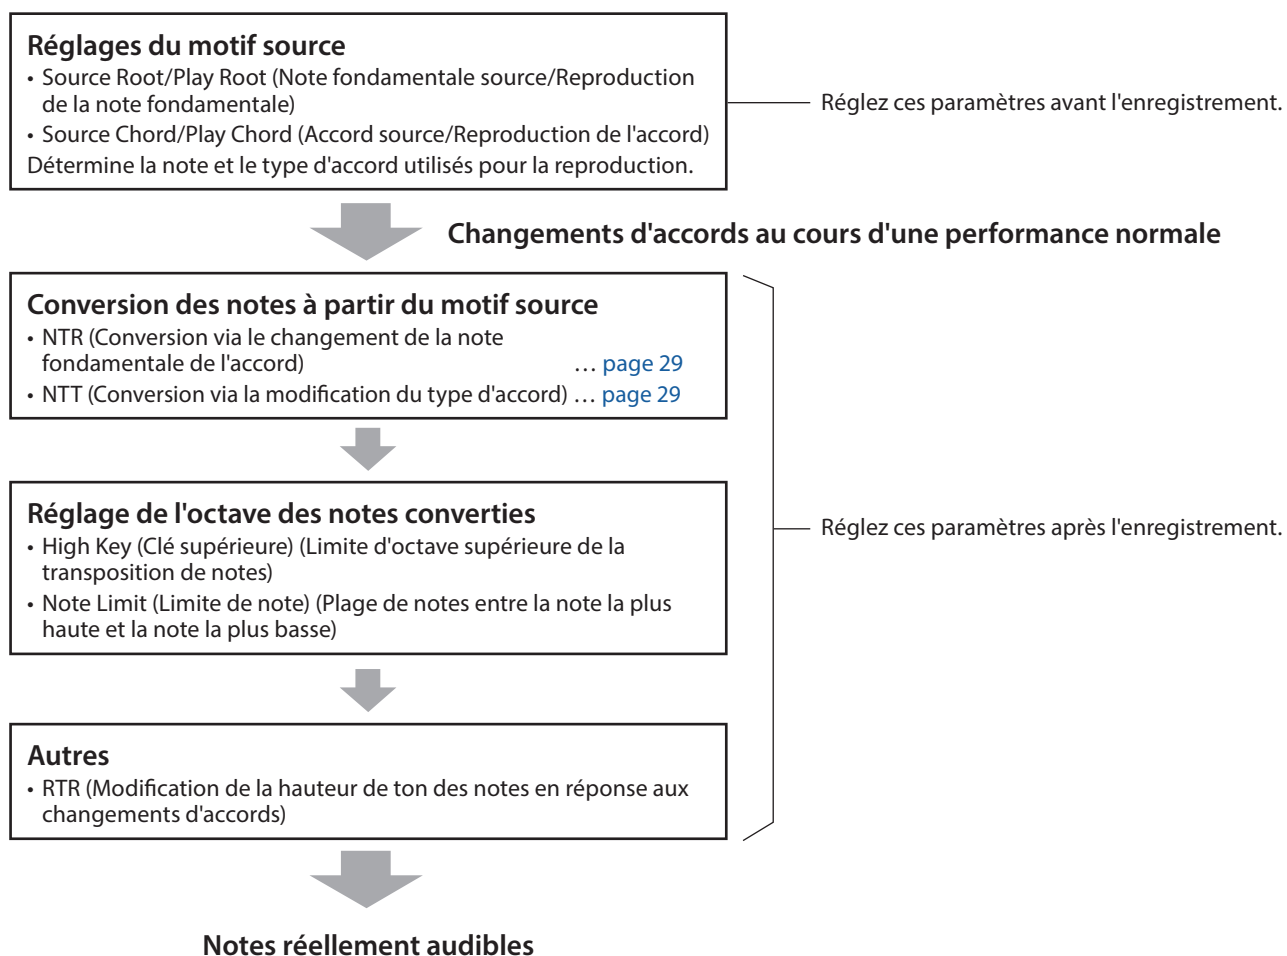 Réglages du motif source
• Source Root/Play Root (Note fondamentale source/Reproduction
de la note fondamentale)
• Source Chord/Play Chord (Accord source/Reproduction de l'accord)
Détermine la note et le type d'accord utilisés pour la reproduction.
Réglez ces paramètres avant l'enregistrement.
Changements d'accords au cours d'une performance normale
Conversion des notes à partir du motif source
• NTR (Conversion via le changement de la note
fondamentale de l'accord) … page 29
• NTT (Conversion via la modification du type d'accord) … page 29
Réglage de l'octave des notes converties
• High Key (Clé supérieure) (Limite d'octave supérieure de la
transposition de notes)
• Note Limit (Limite de note) (Plage de notes entre la note la plus
haute et la note la plus basse)
Réglez ces paramètres après l'enregistrement.
Autres
• RTR (Modification de la hauteur de ton des notes en réponse aux
changements d'accords)
Notes réellement audibles